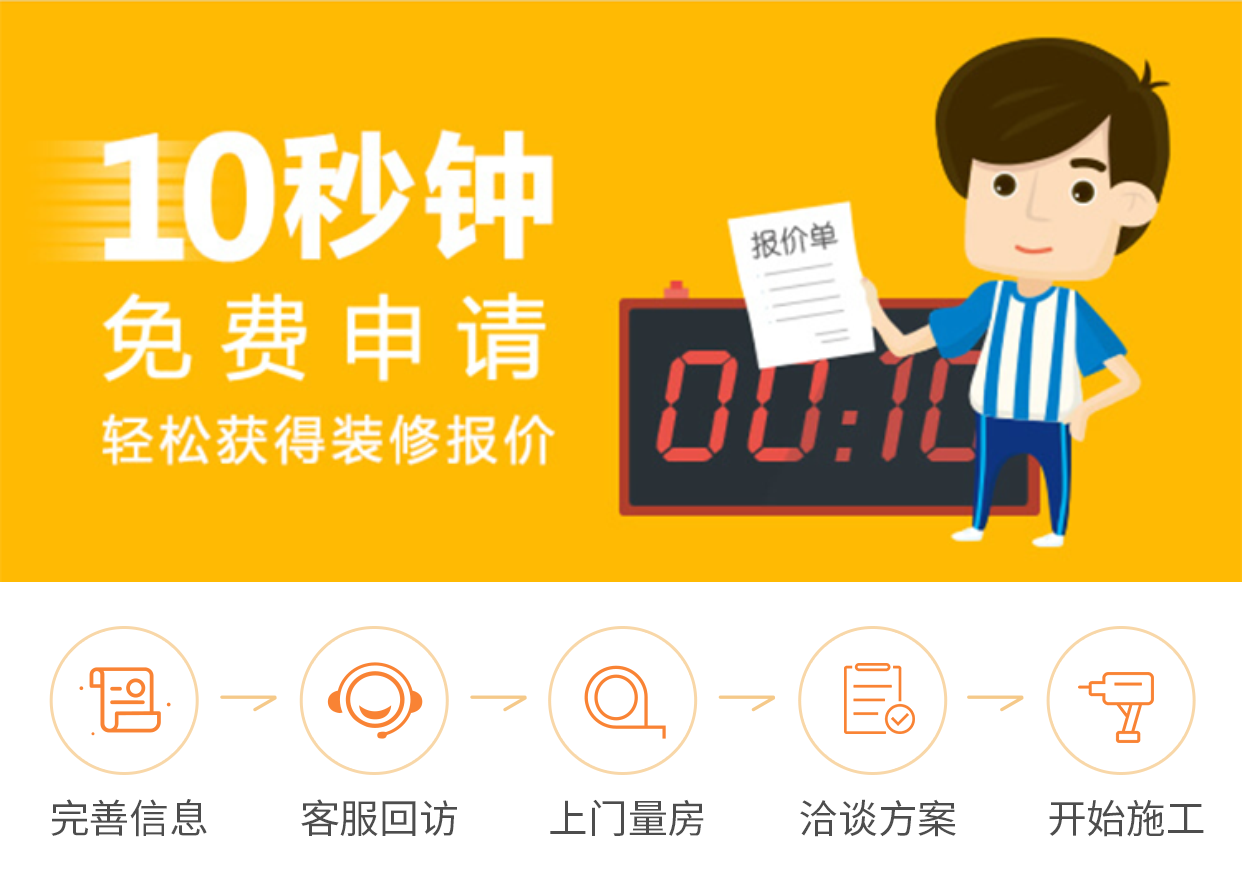 10秒钟
免费申请
轻松获得装修报价
报价单
00:10
完善信息
客服回访
上门量房
洽谈方案
开始施工